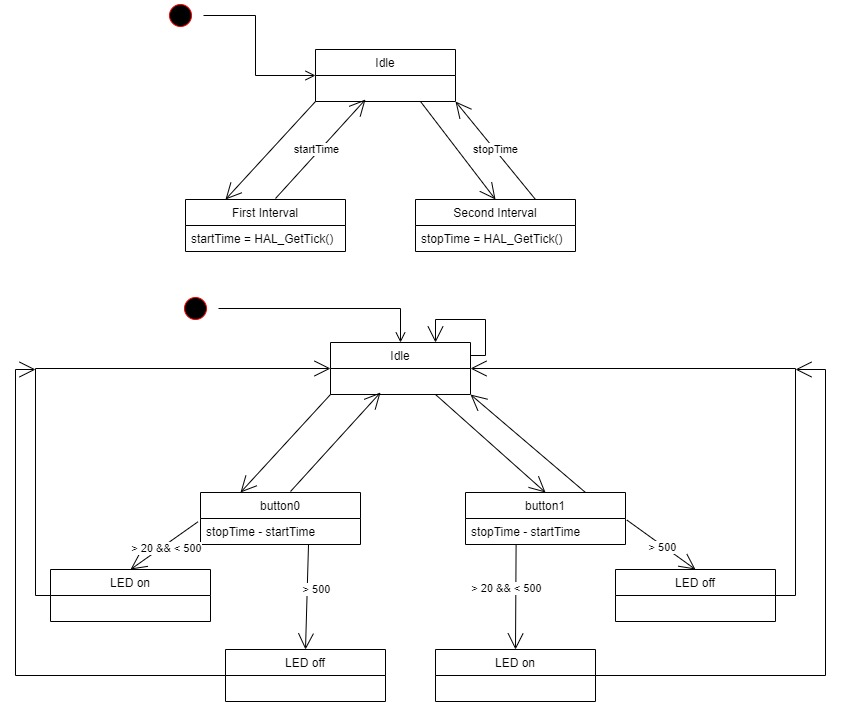 Idle
startTime
stopTime
First Interval
startTime = HAL_GetTick()
Second Interval
stopTime = HAL_GetTick()
Idle
button0
stopTime - startTime
button1
stopTime - startTime
> 20 && < 500
> 500
LED on
LED off
> 500
> 20 && < 500
LED off
LED on